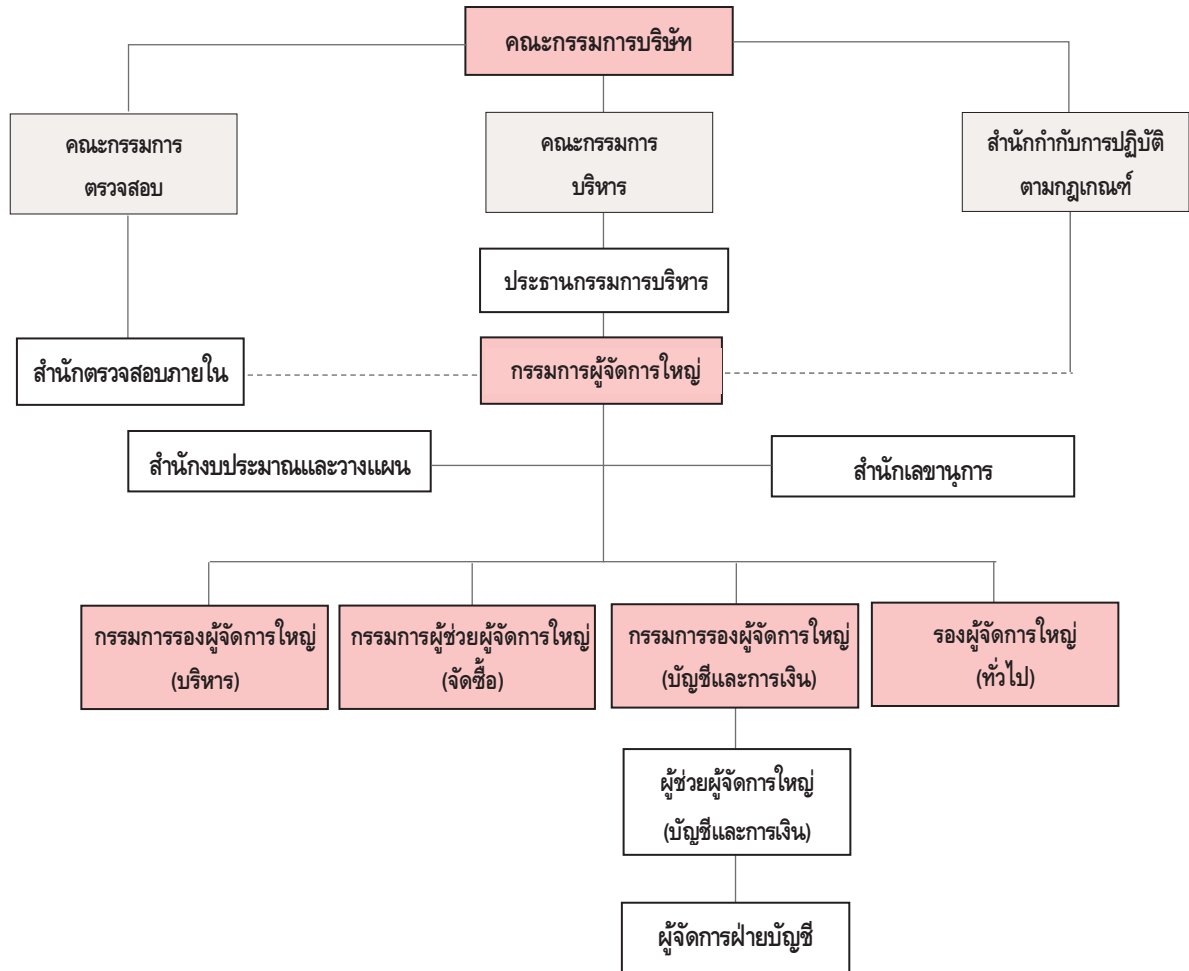 คณะกรรมการบริษัท
คณะกรรมการ
ตรวจสอบ
คณะกรรมการ
บริหาร
สำนักกำกับการปฏิบัติ
ตามกฎเกณฑ์
ประธานกรรมการบริหาร
สำนักตรวจสอบภายใน
กรรมการผู้จัดการใหญ่
สำนักงบประมาณและวางแผน
สำนักเลขานุการ
กรรมการรองผู้จัดการใหญ่
(บริหาร)
กรรมการผู้ช่วยผู้จัดการใหญ่
(จัดซื้อ)
กรรมการรองผู้จัดการใหญ่
(บัญชีและการเงิน)
รองผู้จัดการใหญ่
(ทั่วไป)
ผู้ช่วยผู้จัดการใหญ่
(บัญชีและการเงิน)
ผู้จัดการฝ่ายบัญชี